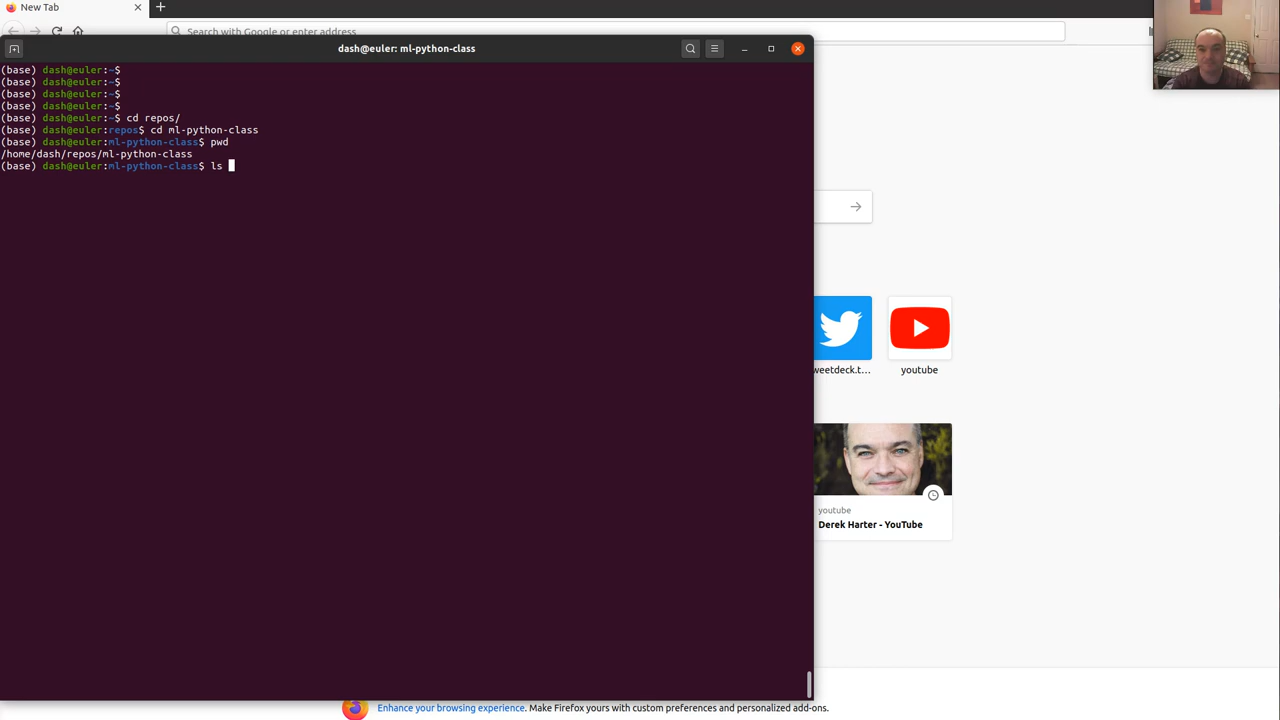 New Tab
Search with Google or enter address
dash@euler: ml-python-class
(base) dash@euler:~$
(base) dash@euler:~$
(base) dash@euler:~$
(base) dash@euler:~$
(base) dash@euler:~$ cd repos/
(base) dash@euler:repos$ cd ml-python-class
(base) dash@euler:ml-python-class$ pwd
/home/dash/repos/ml-python-class
(base) dash@euler:ml-python-class$ ls
weetdeck.t…
youtube
youtube
Derek Harter - YouTube
Enhance your browsing experience. Make Firefox yours with custom preferences and personalized add-ons.